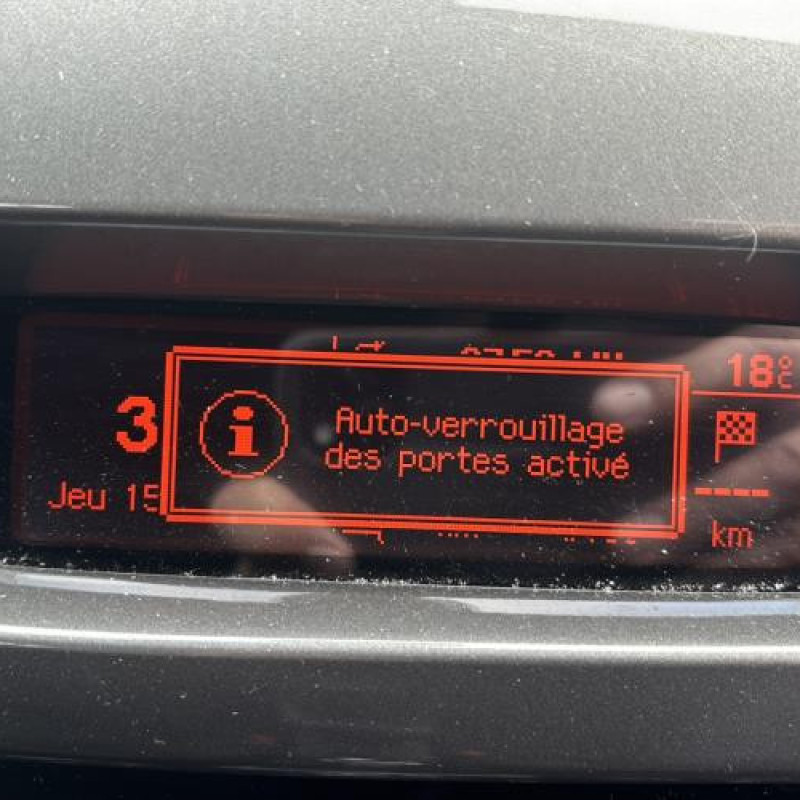 18°C
3
Auto-verrouillage
des portes activé
Jeu 15
----
km